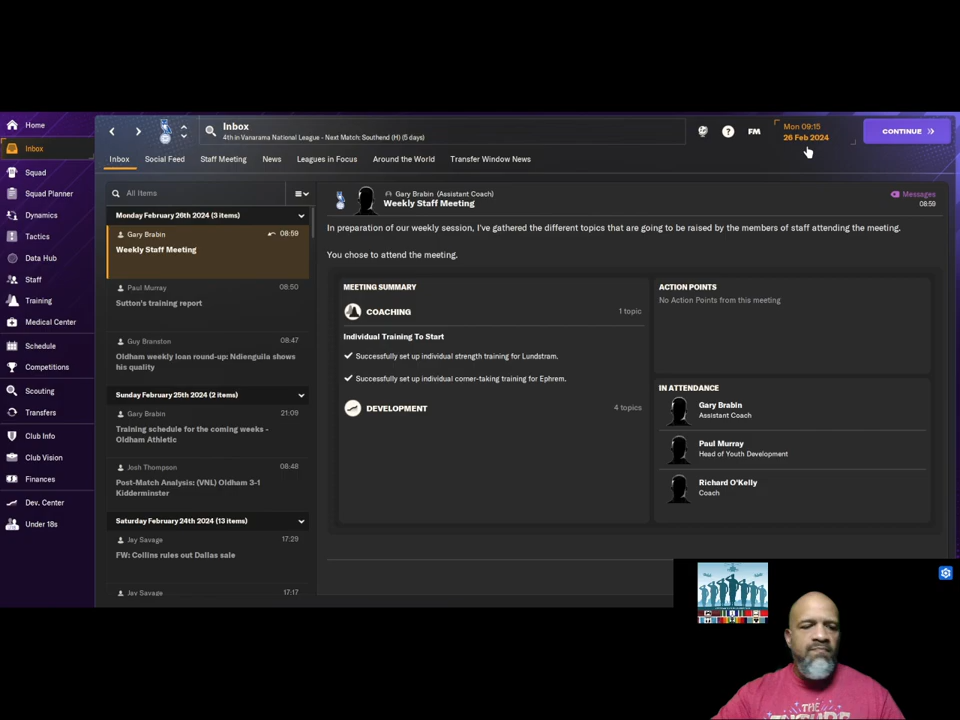 Home
Inbox
Squad
Squad Planner
Dynamics
Tactics
Data Hub
Staff
Training
Medical Center
Schedule
Competitions
Scouting
Transfers
Club Info
Club Vision
Finances
Dev. Center
Under 18s
Inbox
4th in Vanarama National League - Next Match: Southend (H) (5 days)
?
FM
Mon 09:15
26 Feb 2024
CONTINUE
Inbox
Social Feed
Staff Meeting
News
Leagues in Focus
Around the World
Transfer Window News
All Items
Monday February 26th 2024 (3 items)
Gary Brabin 08:59
Weekly Staff Meeting
Paul Murray 08:50
Sutton's training report
Guy Branston 08:47
Oldham weekly loan round-up: Ndienguila shows
his quality
Sunday February 25th 2024 (2 items)
Gary Brabin 21:09
Training schedule for the coming weeks -
Oldham Athletic
Josh Thompson 08:48
Post-Match Analysis: (VNL) Oldham 3-1
Kidderminster
Saturday February 24th 2024 (13 items)
Jay Savage 17:29
FW: Collins rules out Dallas sale
Jay Savage 17:17
Gary Brabin (Assistant Coach)
Weekly Staff Meeting
Messages
08:59
In preparation of our weekly session, I've gathered the different topics that are going to be raised by the members of staff attending the meeting.
You chose to attend the meeting.
MEETING SUMMARY
COACHING 1 topic
Individual Training To Start
Successfully set up individual strength training for Lundstram.
Successfully set up individual corner-taking training for Ephrem.
DEVELOPMENT 4 topics
ACTION POINTS
No Action Points from this meeting
IN ATTENDANCE
Gary Brabin
Assistant Coach
Paul Murray
Head of Youth Development
Richard O'Kelly
Coach
THE